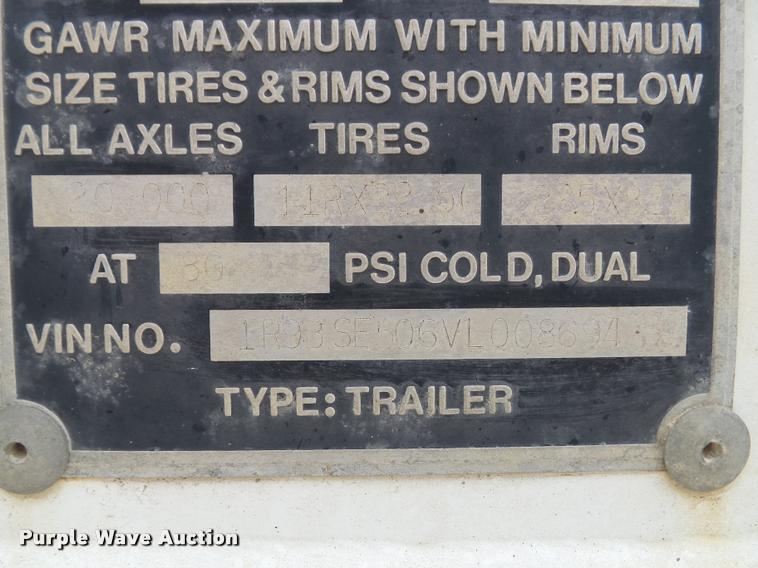 GAWR MAXIMUM WITH MINIMUM
SIZE TIRES & RIMS SHOWN BELOW
ALL AXLES TIRES RIMS
20 000
AT PSI COLD, DUAL
VIN NO.
TYPE: TRAILER
Purple Wave Auction